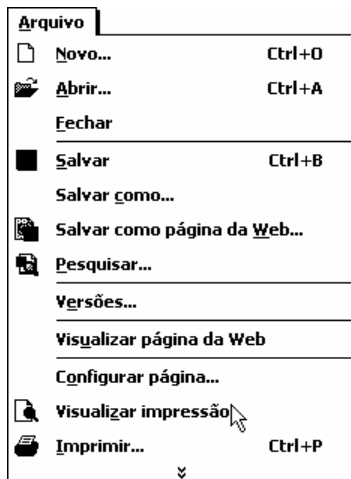 Arquivo
Novo... Ctrl+O
Abrir... Ctrl+A
Fechar
Salvar Ctrl+B
Salvar como...
Salvar como página da Web...
Pesquisar...
Versões...
Visualizar página da Web
Configurar página...
Visualizar impressão
Imprimir... Ctrl+P